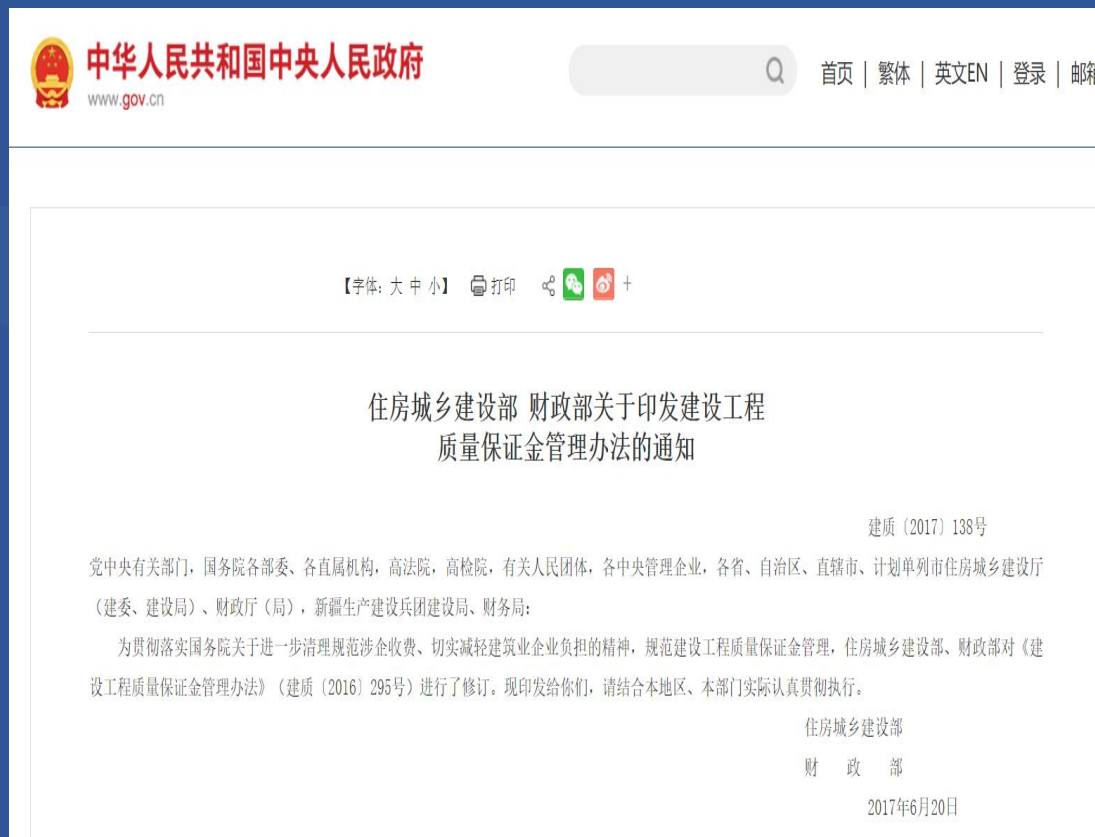 中华人民共和国中央人民政府
www.gov.cn
首页 | 繁体 | 英文EN | 登录 | 邮箱
【字体：大 中 小】 打印 +
住房城乡建设部 财政部关于印发建设工程
质量保证金管理办法的通知
建质〔2017〕138号
党中央有关部门，国务院各部委、各直属机构，高法院，高检院，有关人民团体，各中央管理企业，各省、自治区、直辖市、计划单列市住房城乡建设厅
（建委、建设局）、财政厅（局），新疆生产建设兵团建设局、财务局：
为贯彻落实国务院关于进一步清理规范涉企收费、切实减轻建筑业企业负担的精神，规范建设工程质量保证金管理，住房城乡建设部、财政部对《建
设工程质量保证金管理办法》（建质〔2016〕295号）进行了修订。现印发给你们，请结合本地区、本部门实际认真贯彻执行。
住房城乡建设部
财 政 部
2017年6月20日